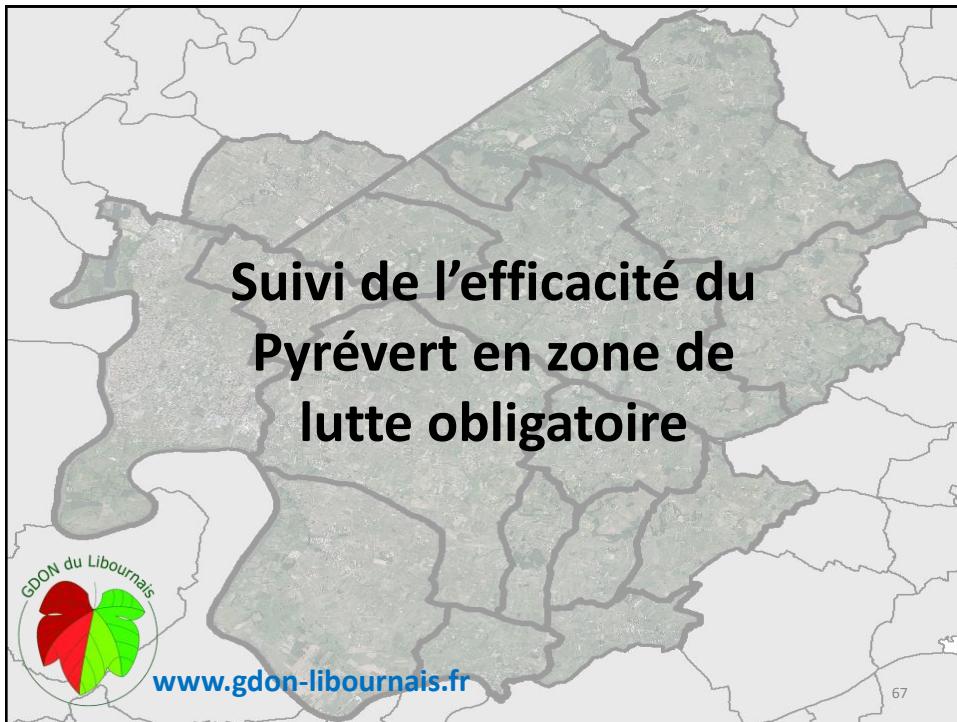 Suivi de l’efficacité du
Pyrévert en zone de
lutte obligatoire
GDON du Libournais
www.gdon-libournais.fr
67